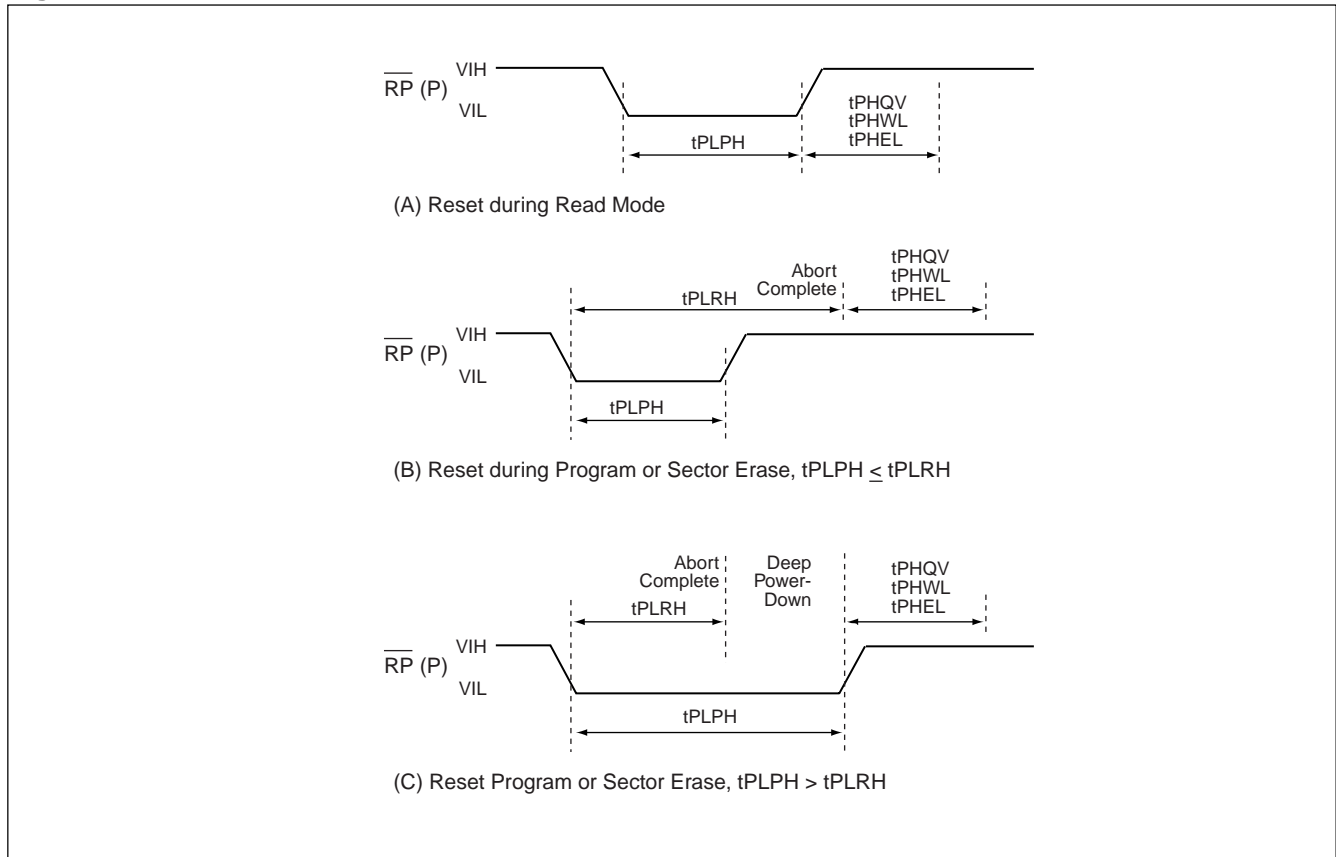 VIH
RP (P)
VIL
tPHQV
tPHWL
tPHEL
tPLPH
(A) Reset during Read Mode
tPHQV
tPHWL
tPHEL
Abort
Complete
tPLRH
VIH
RP (P)
VIL
tPLPH
(B) Reset during Program or Sector Erase, tPLPH ≤ tPLRH
Abort
Complete
Deep
Power-
Down
tPHQV
tPHWL
tPHEL
tPLRH
VIH
RP (P)
VIL
tPLPH
(C) Reset Program or Sector Erase, tPLPH > tPLRH